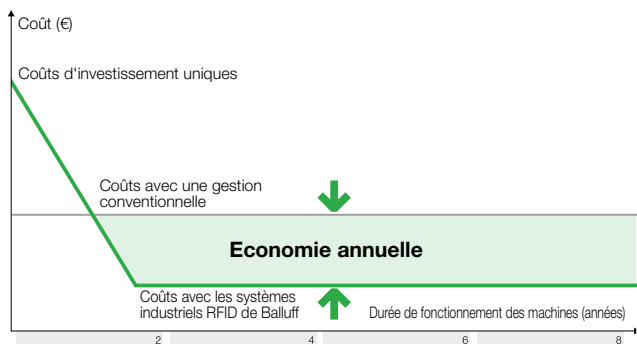 Coût (€)
Coûts d'investissement uniques
Coûts avec une gestion
conventionnelle
Economie annuelle
Coûts avec les systèmes
industriels RFID de Balluff
Durée de fonctionnement des machines (années)
2 4 6 8